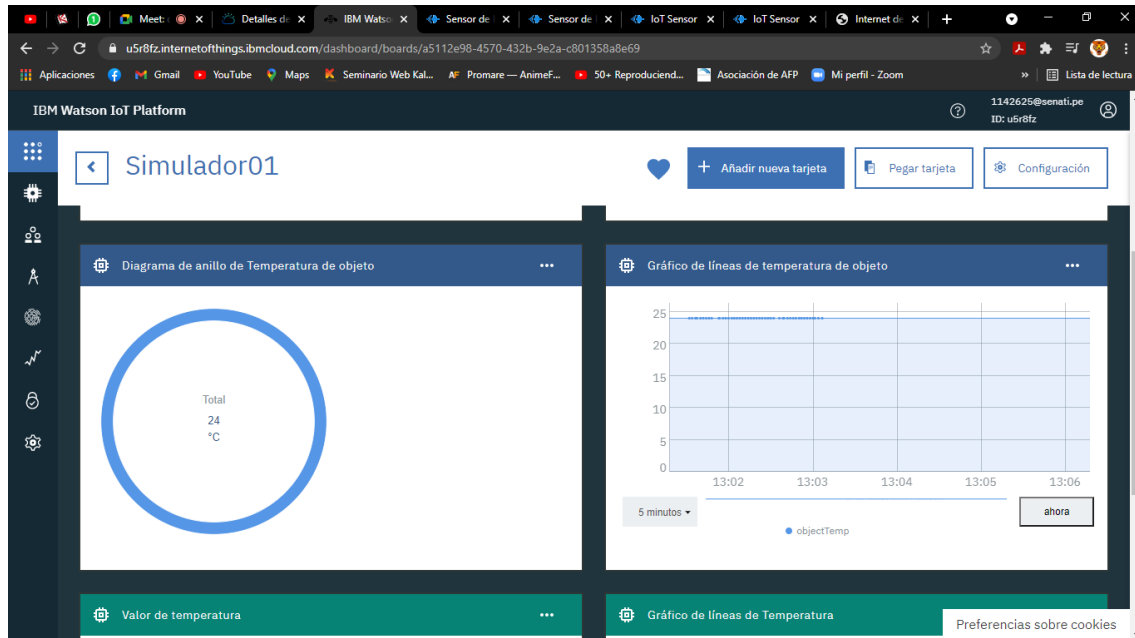 Meet:
Detalles de
IBM Watso
Sensor de
Sensor de
IoT Sensor
IoT Sensor
Internet de
u5r8fz.internetofthings.ibmcloud.com/dashboard/boards/a5112e98-4570-432b-9e2a-c801358a8e69
Aplicaciones
Gmail
YouTube
Maps
Seminario Web Kal...
AF Promare — AnimeF...
50+ Reproduciend...
Asociación de AFP
Mi perfil - Zoom
»
Lista de lectura
IBM Watson IoT Platform
1142625@senati.pe
ID: u5r8fz
Simulador01
+ Añadir nueva tarjeta
Pegar tarjeta
Configuración
Diagrama de anillo de Temperatura de objeto
Total
24
°C
Gráfico de líneas de temperatura de objeto
25
20
15
10
5
0
13:02 13:03 13:04 13:05 13:06
5 minutos
ahora
objectTemp
Valor de temperatura
Gráfico de líneas de Temperatura
Preferencias sobre cookies